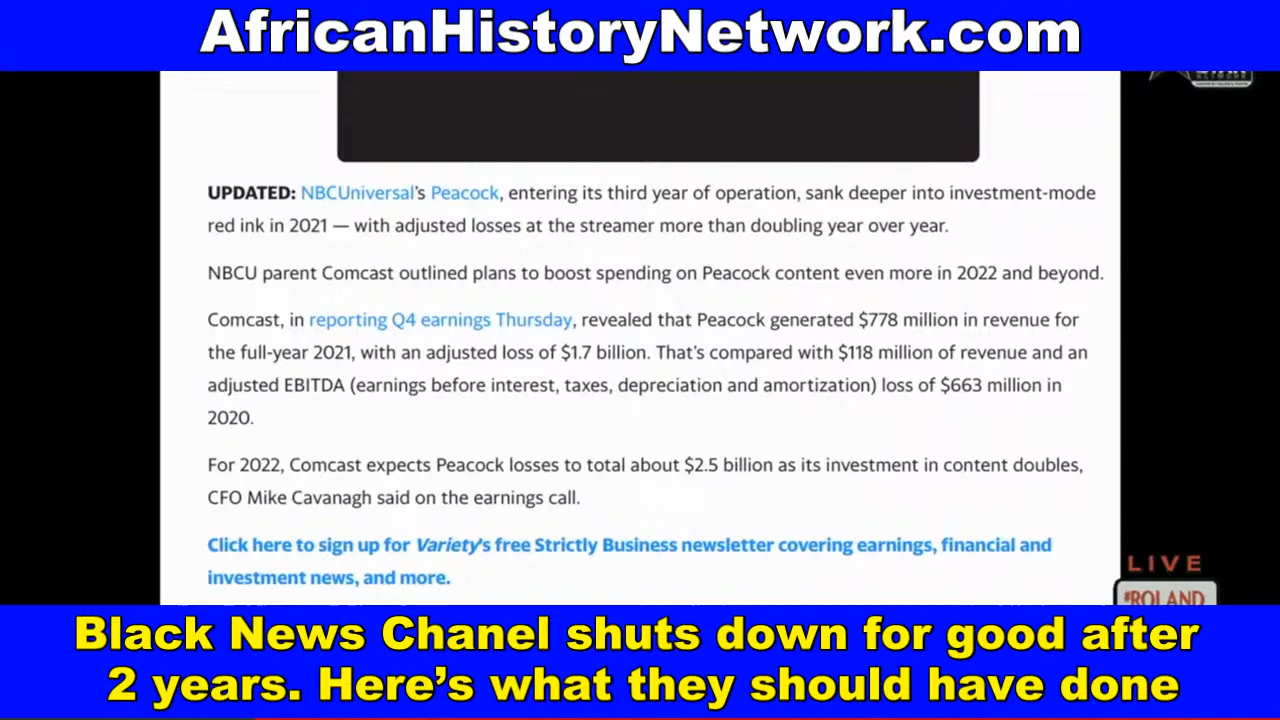 AfricanHistoryNetwork.com
NETWORK
UPDATED: NBCUniversal's Peacock, entering its third year of operation, sank deeper into investment-mode
red ink in 2021 — with adjusted losses at the streamer more than doubling year over year.
NBCU parent Comcast outlined plans to boost spending on Peacock content even more in 2022 and beyond.
Comcast, in reporting Q4 earnings Thursday, revealed that Peacock generated $778 million in revenue for
the full-year 2021, with an adjusted loss of $1.7 billion. That's compared with $118 million of revenue and an
adjusted EBITDA (earnings before interest, taxes, depreciation and amortization) loss of $663 million in
2020.
For 2022, Comcast expects Peacock losses to total about $2.5 billion as its investment in content doubles,
CFO Mike Cavanagh said on the earnings call.
Click here to sign up for Variety's free Strictly Business newsletter covering earnings, financial and
investment news, and more.
LIVE
#ROLAND
Black News Chanel shuts down for good after
2 years. Here’s what they should have done